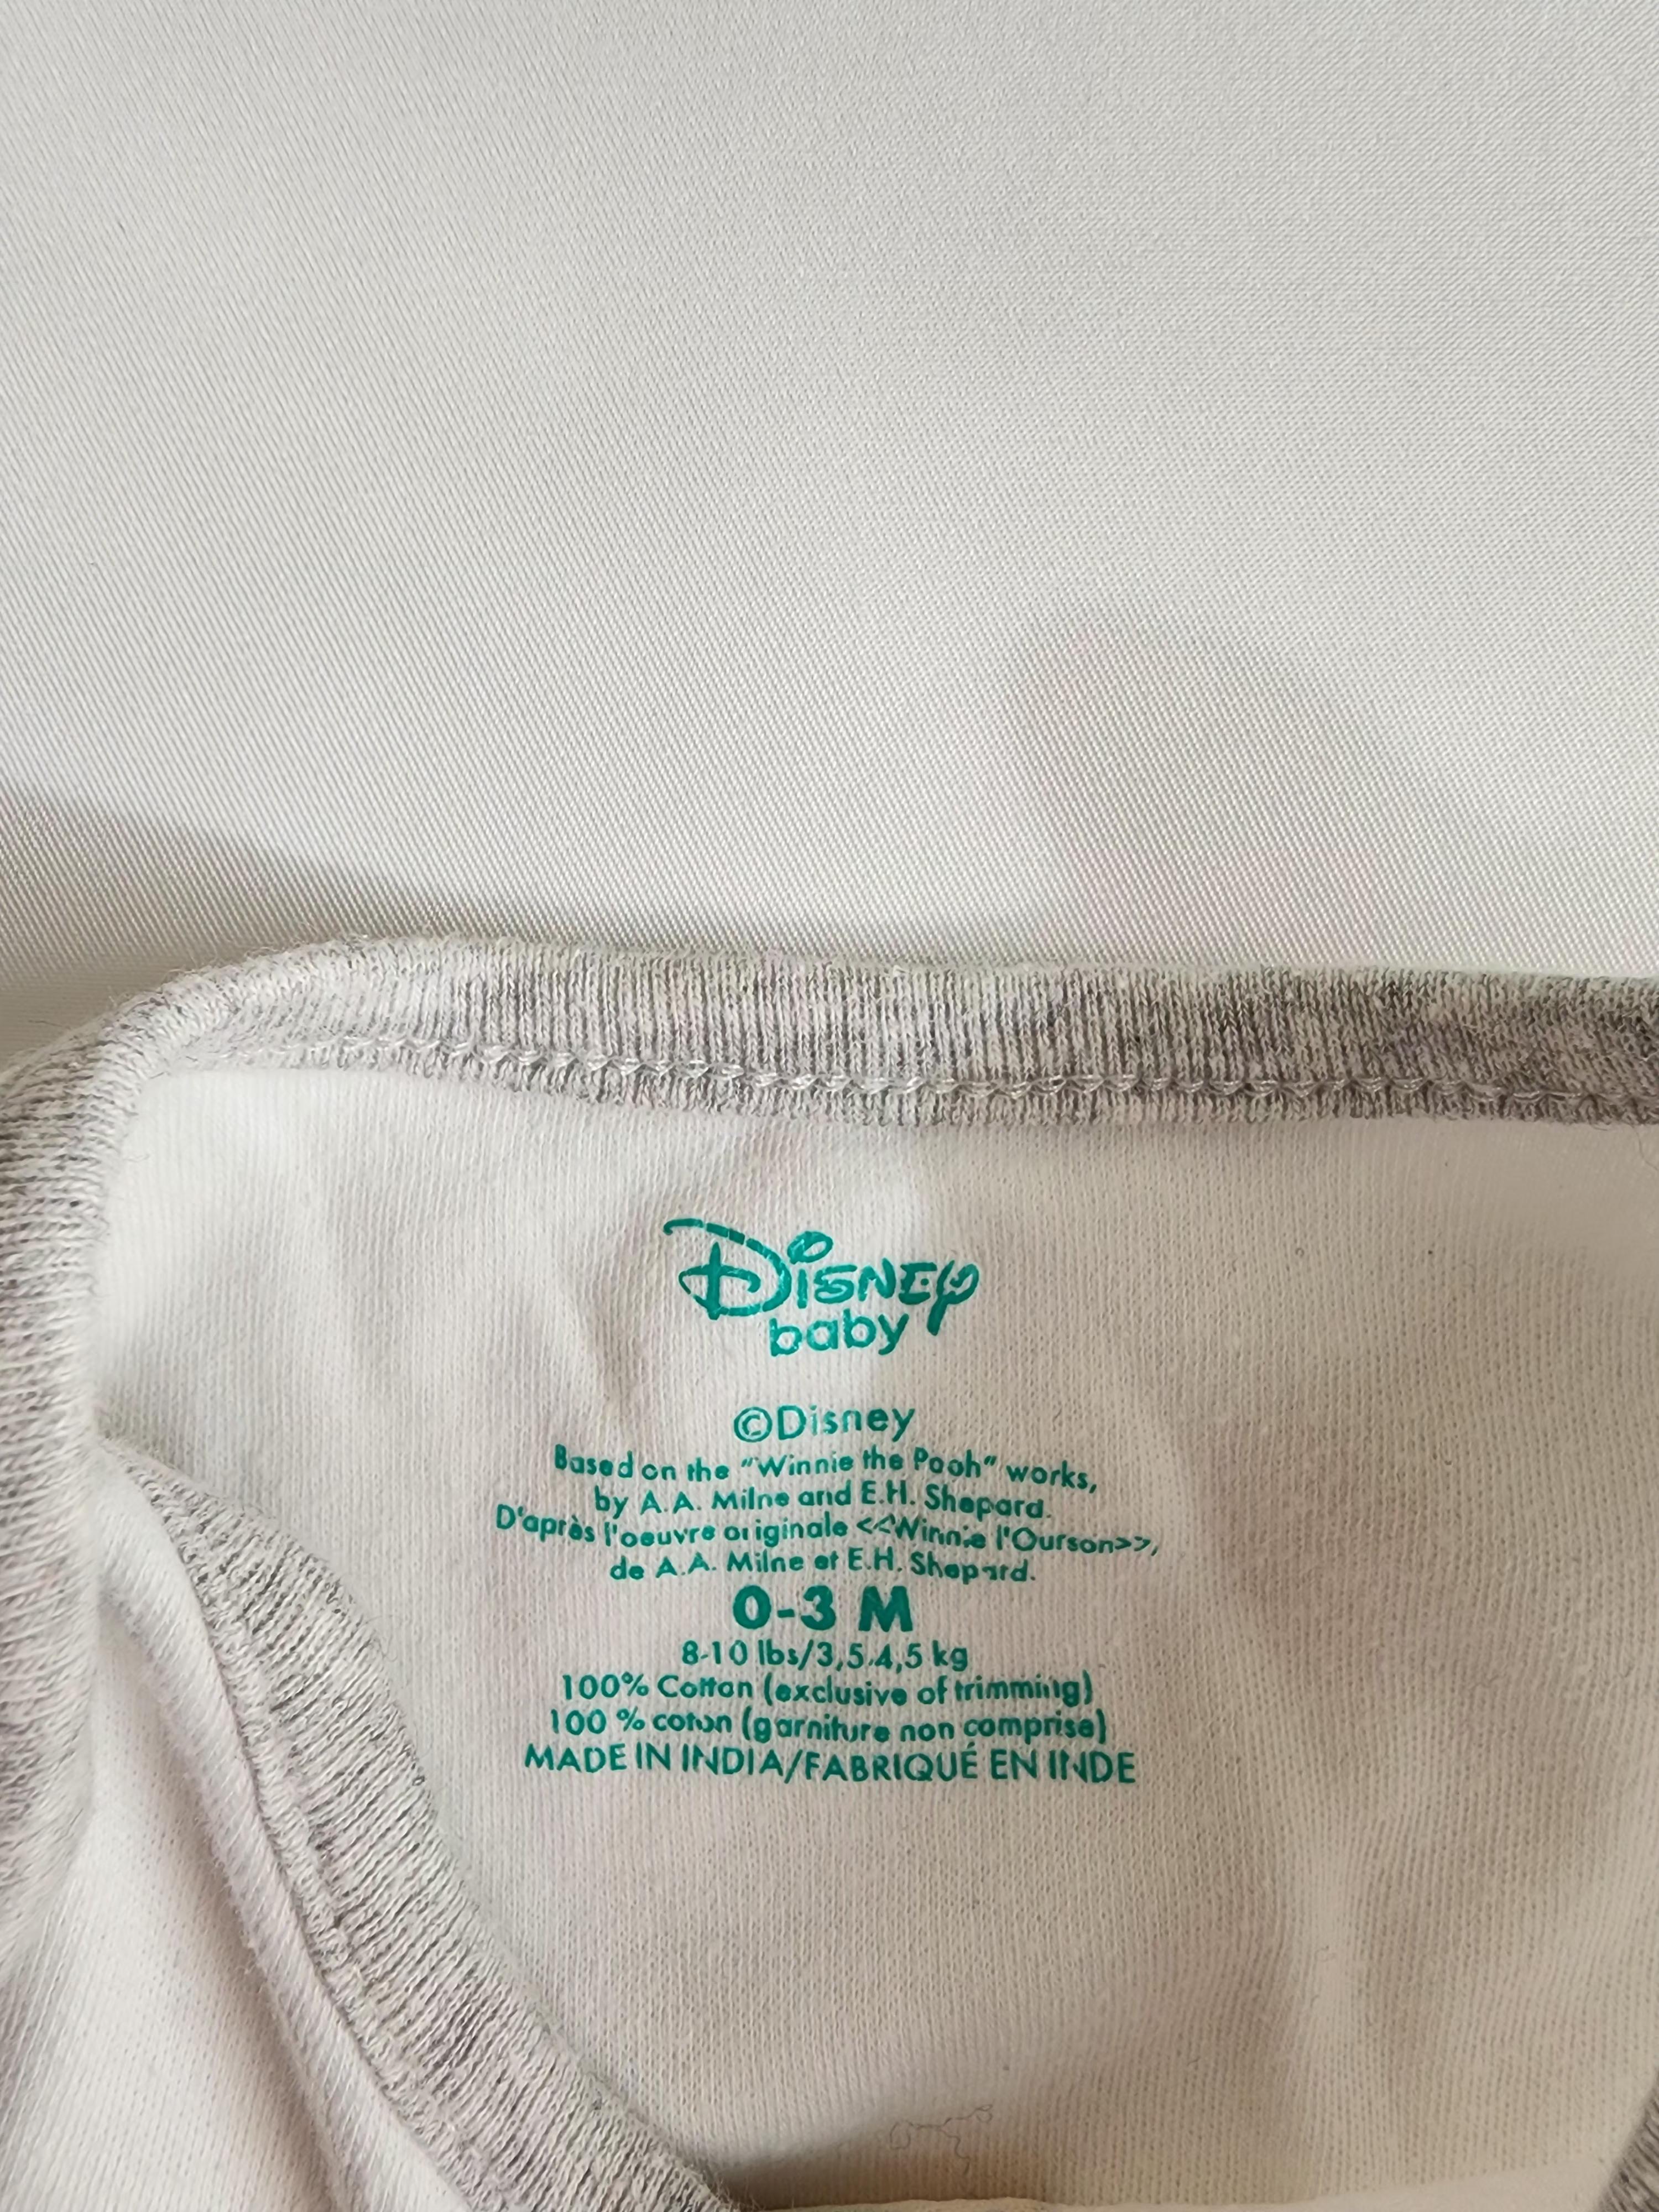 Disney
baby
©Disney
Based on the "Winnie the Pooh" works,
by A.A. Milne and E.H. Shepard.
D'après l'oeuvre originale <<Winnie l'Ourson>>,
de A.A. Milne et E.H. Shepard.
0-3 M
8-10 lbs/3,5-4,5 kg
100% Cotton (exclusive of trimming)
100 % coton (garniture non comprise)
MADE IN INDIA/FABRIQUÉ EN INDE